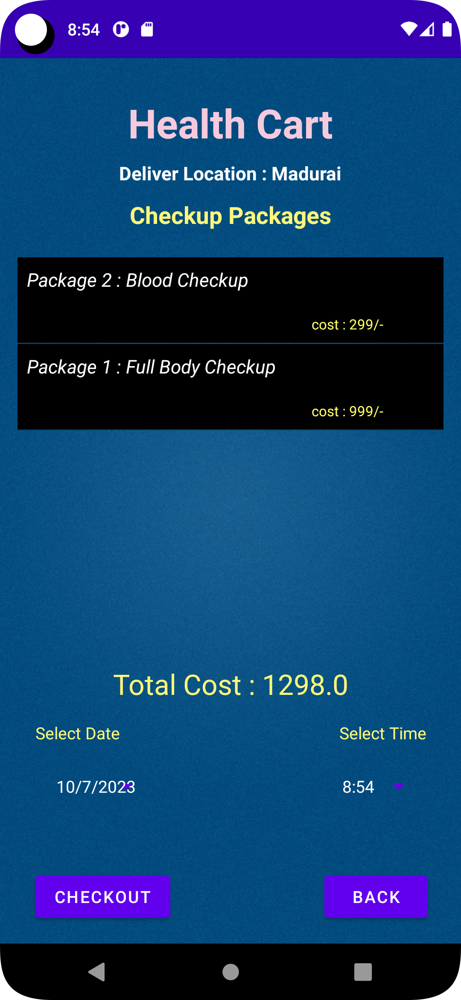 8:54
Health Cart
Deliver Location : Madurai
Checkup Packages
Package 2 : Blood Checkup
cost : 299/-
Package 1 : Full Body Checkup
cost : 999/-
Total Cost : 1298.0
Select Date
Select Time
10/7/2023
8:54
CHECKOUT
BACK